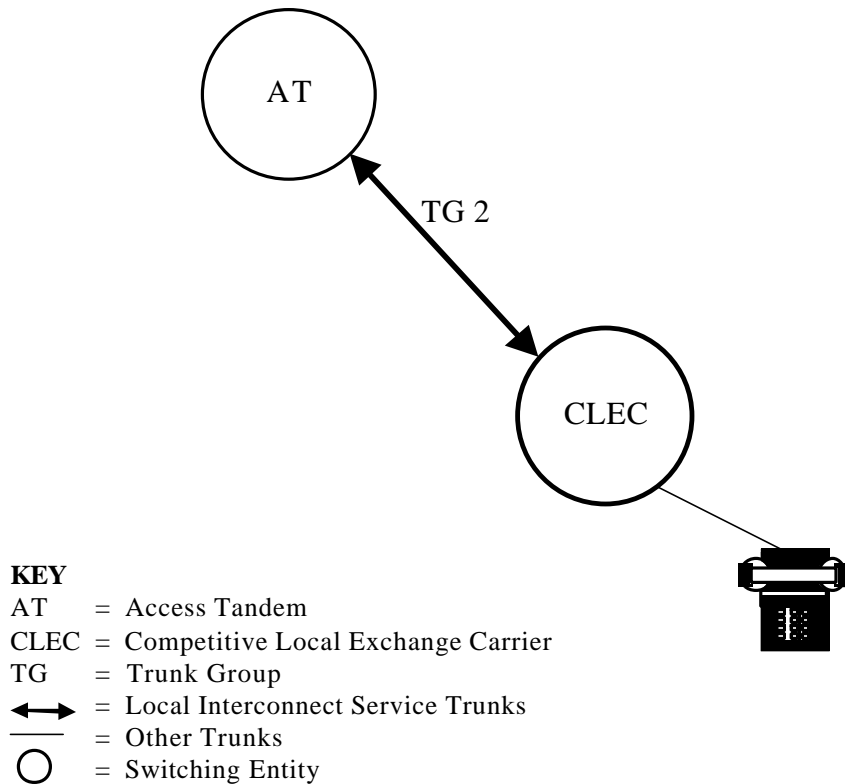 AT
TG 2
CLEC
KEY
AT = Access Tandem
CLEC = Competitive Local Exchange Carrier
TG = Trunk Group
= Local Interconnect Service Trunks
= Other Trunks
= Switching Entity